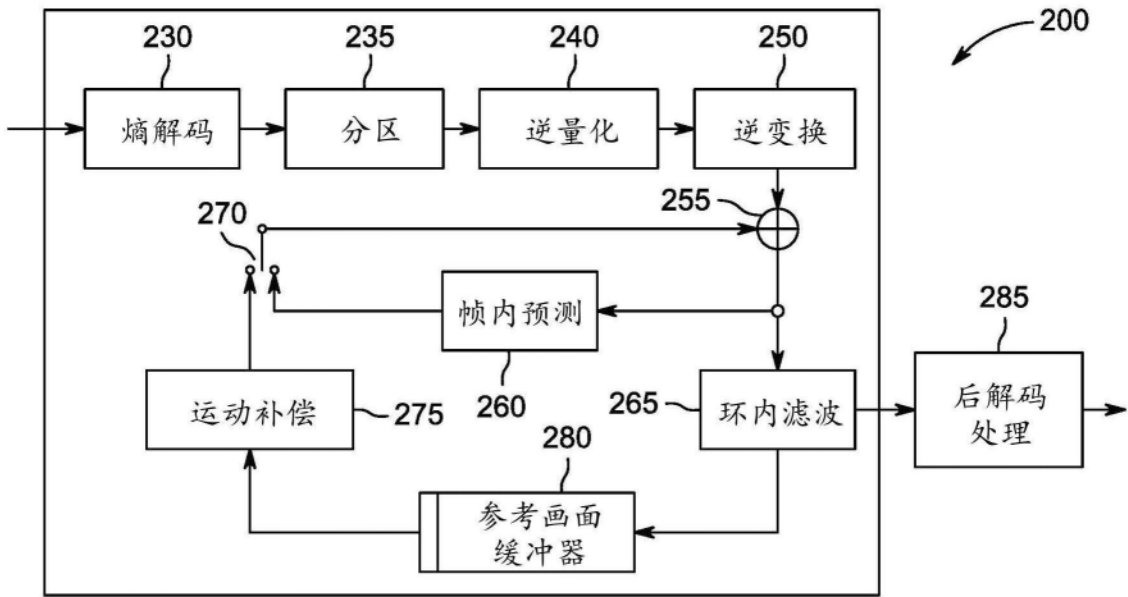 230
235
240
250
200
熵解码
分区
逆量化
逆变换
255
270
帧内预测
285
运动补偿
275
260
265
环内滤波
后解码
处理
280
参考画面
缓冲器